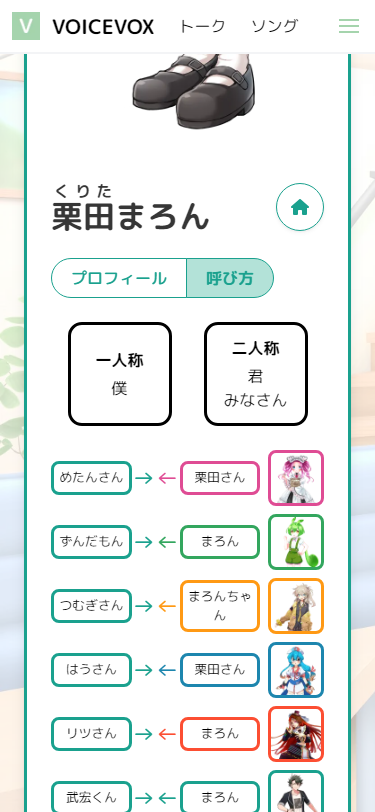 V VOICEVOX トーク ソング
くりた
栗田まろん
プロフィール 呼び方
一人称
僕
二人称
君
みなさん
めたんさん → ← 栗田さん
ずんだもん → ← まろん
つむぎさん → ← まろんちゃ
ん
はうさん → ← 栗田さん
リツさん → ← まろん
武宏くん → ← まろん